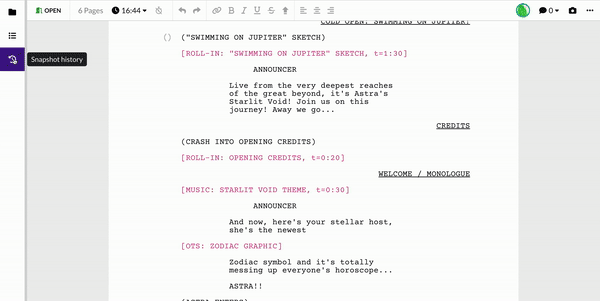 OPEN
6 Pages
16:44
B I U S
0
Snapshot history
COLD OPEN: SWIMMING ON JUPITER!
("SWIMMING ON JUPITER" SKETCH)
[ROLL-IN: "SWIMMING ON JUPITER" SKETCH, t=1:30]
ANNOUNCER
Live from the very deepest reaches
of the great beyond, it's Astra's
Starlit Void! Join us on this
journey! Away we go...
CREDITS
(CRASH INTO OPENING CREDITS)
[ROLL-IN: OPENING CREDITS, t=0:20]
WELCOME / MONOLOGUE
[MUSIC: STARLIT VOID THEME, t=0:30]
ANNOUNCER
And now, here's your stellar host,
she's the newest
[OTS: ZODIAC GRAPHIC]
Zodiac symbol and it's totally
messing up everyone's horoscope...
ASTRA!!
(ASTRA ENTERS)